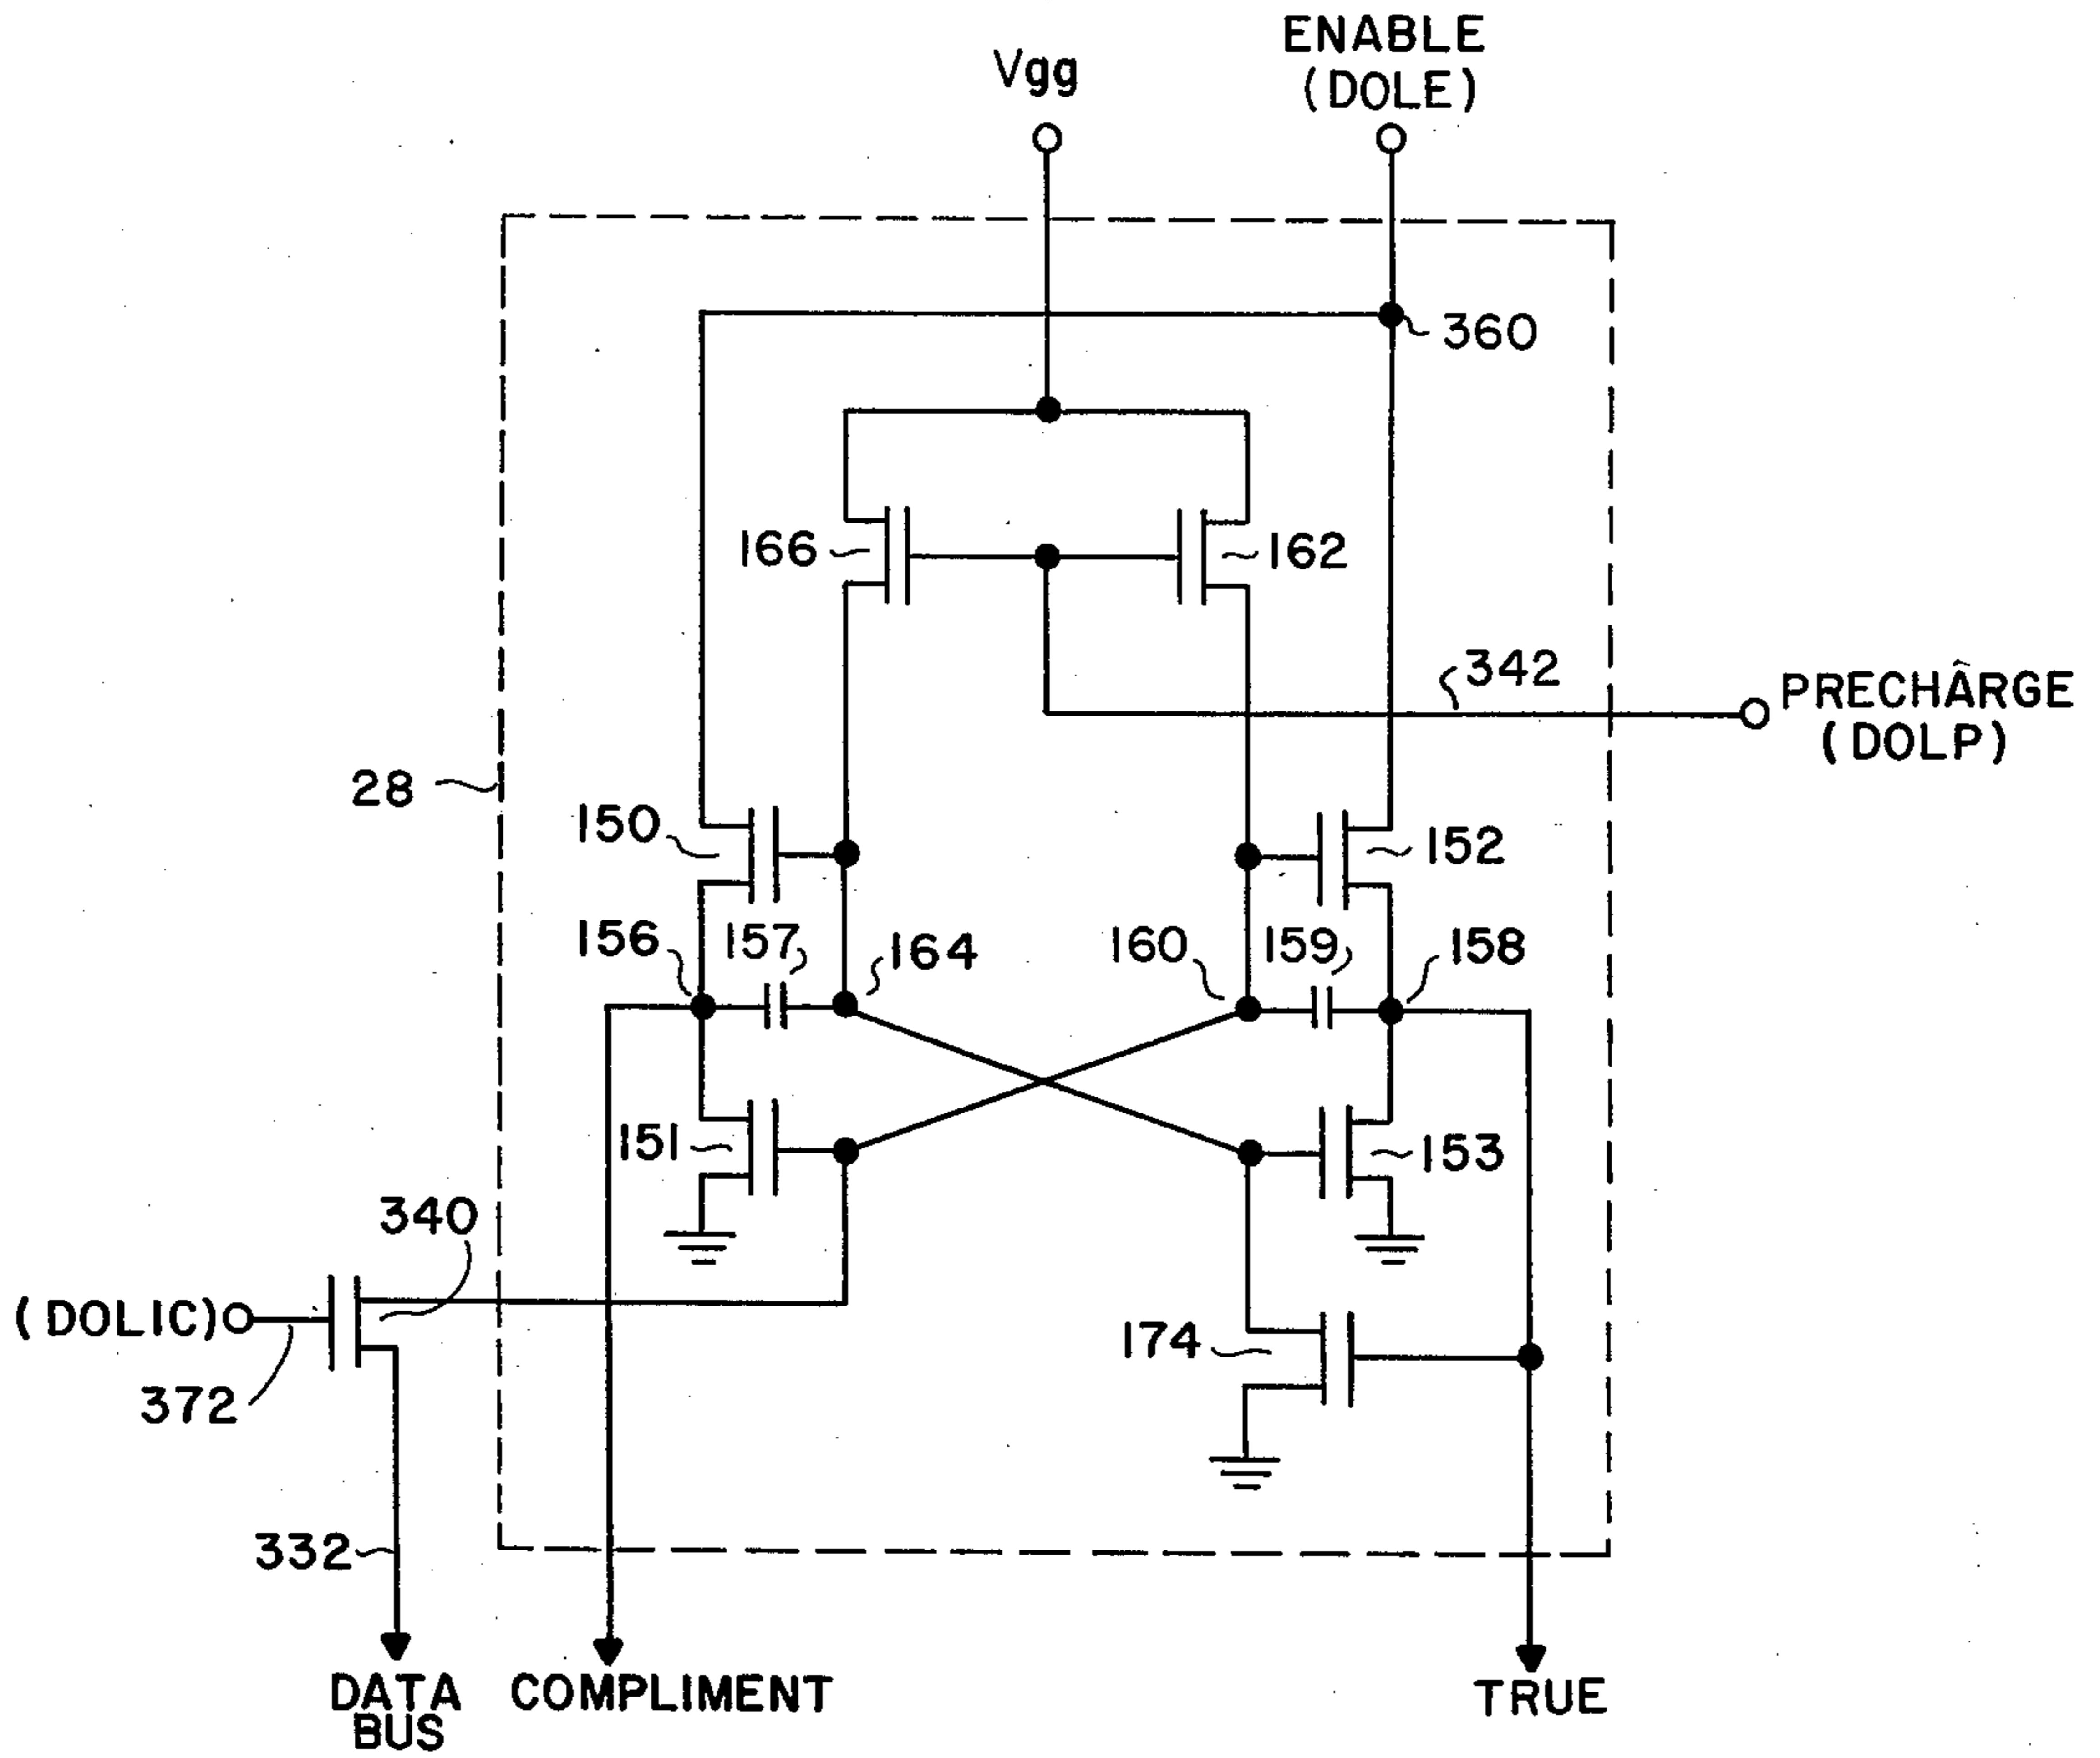 Vgg
ENABLE
(DOLE)
360
166
162
342
PRECHARGE
(DOLP)
28
150
152
156
157
164
160
159
158
151
153
340
(DOLIC)
372
174
332
DATA
BUS
COMPLIMENT
TRUE